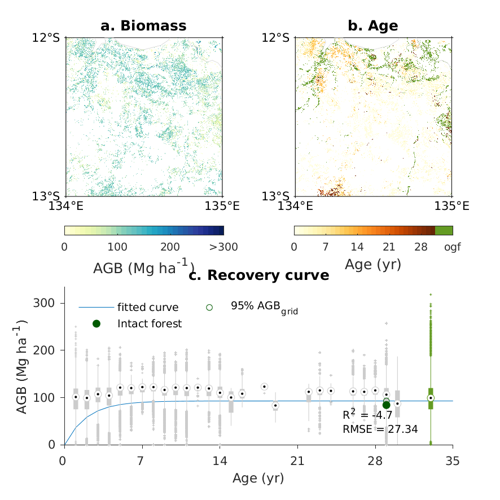 a. Biomass
b. Age
12°S
12°S
13°S
13°S
134°E
135°E
134°E
135°E
0 100 200 >300
0 7 14 21 28 ogf
AGB (Mg ha⁻¹)
Age (yr)
c. Recovery curve
300
200
100
0
AGB (Mg ha⁻¹)
fitted curve
95% AGB_grid
Intact forest
R² = -4.7
RMSE = 27.34
0 7 14 21 28 35
Age (yr)